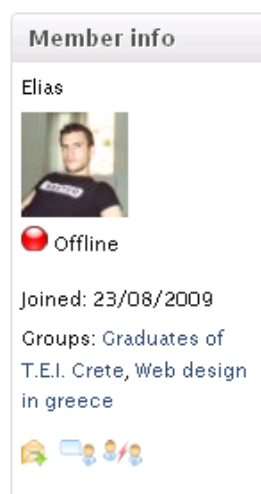 Member info
Elias
Offline
Joined: 23/08/2009
Groups: Graduates of
T.E.I. Crete, Web design
in greece